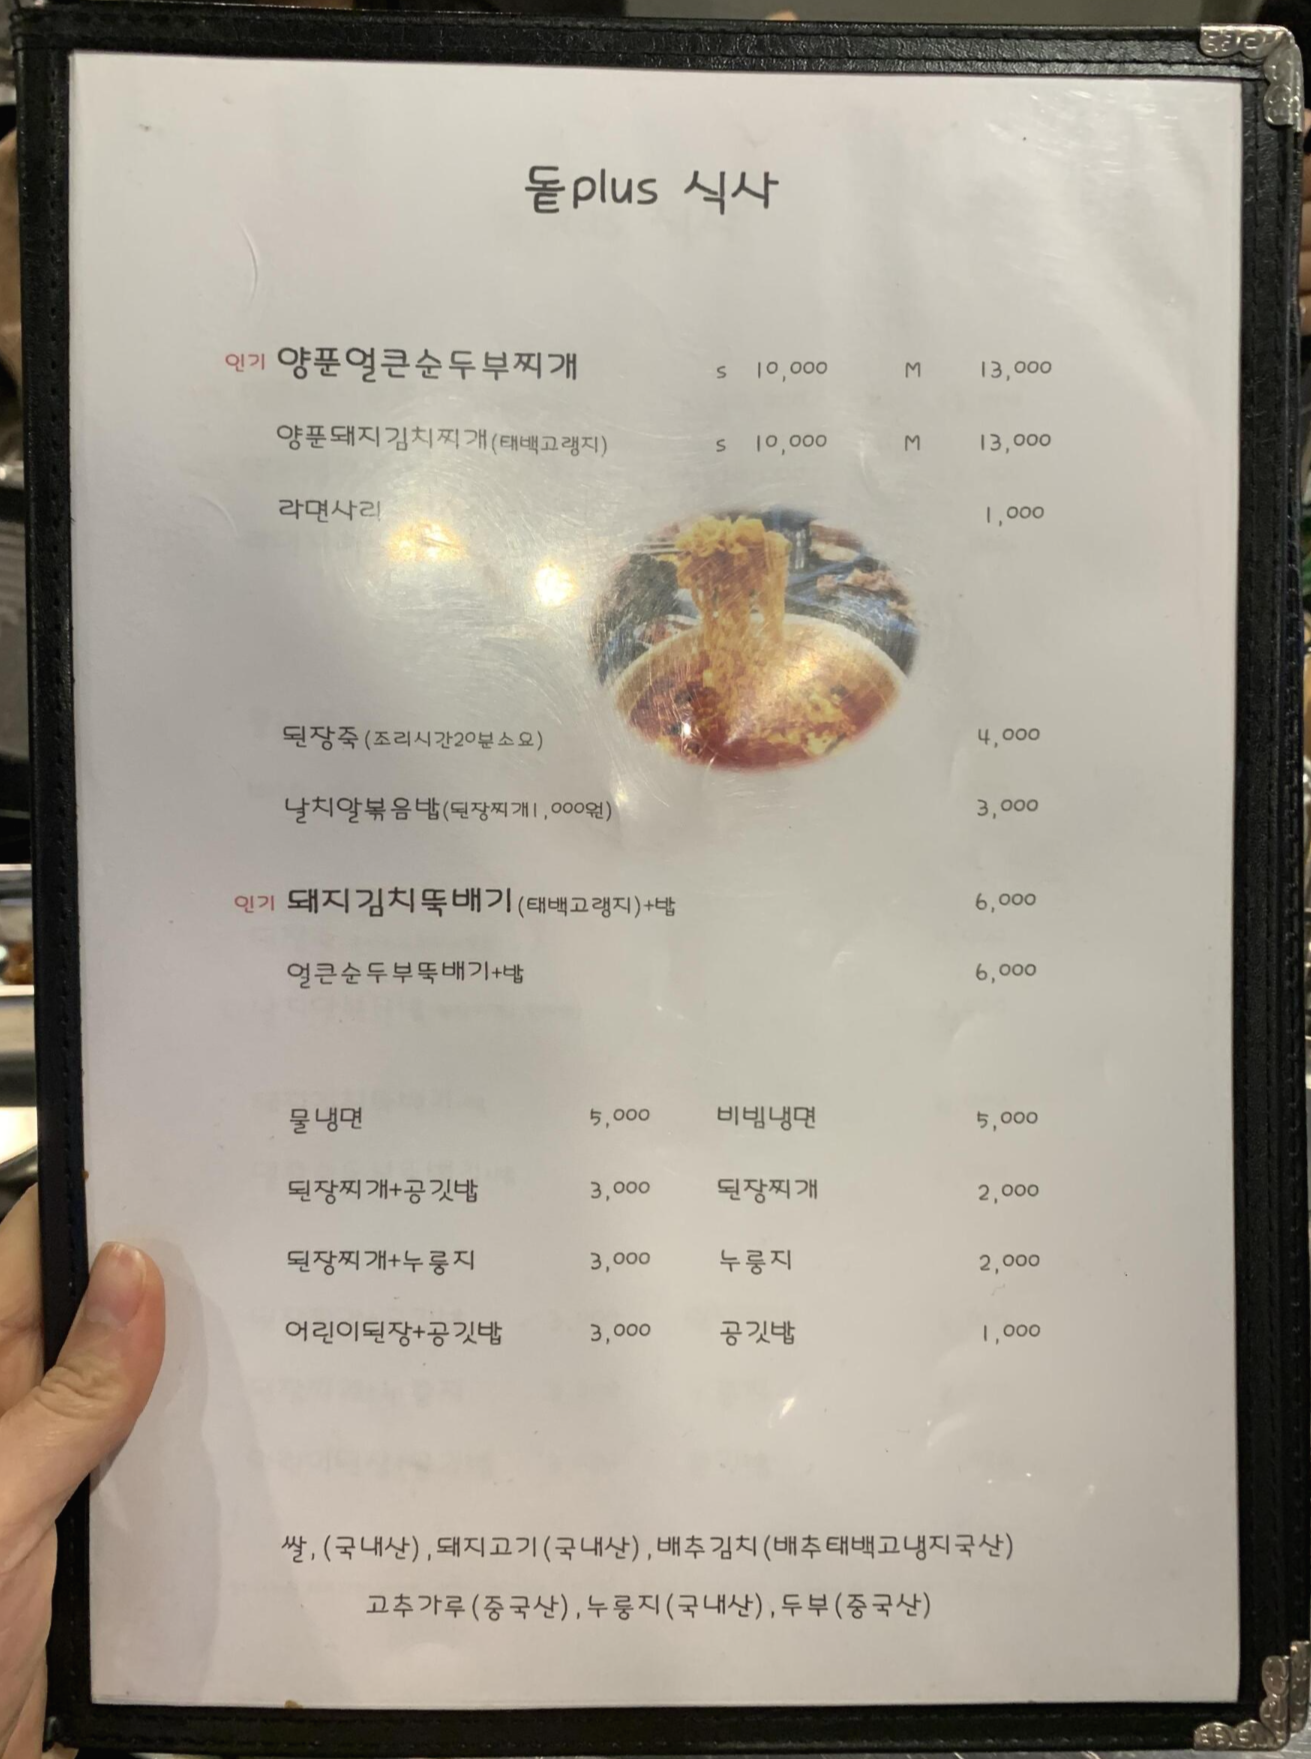 돝plus 식사
인기 양푼얼큰순두부찌개 S 10,000 M 13,000
양푼돼지김치찌개(태백고랭지) S 10,000 M 13,000
라면사리 1,000
된장죽(조리시간20분소요) 4,000
날치알볶음밥(된장찌개1,000원) 3,000
인기 돼지김치뚝배기(태백고랭지)+밥 6,000
얼큰순두부뚝배기+밥 6,000
물냉면 5,000 비빔냉면 5,000
된장찌개+공깃밥 3,000 된장찌개 2,000
된장찌개+누룽지 3,000 누룽지 2,000
어린이된장+공깃밥 3,000 공깃밥 1,000
쌀,(국내산),돼지고기(국내산),배추김치(배추태백고냉지국산)
고추가루(중국산),누룽지(국내산),두부(중국산)